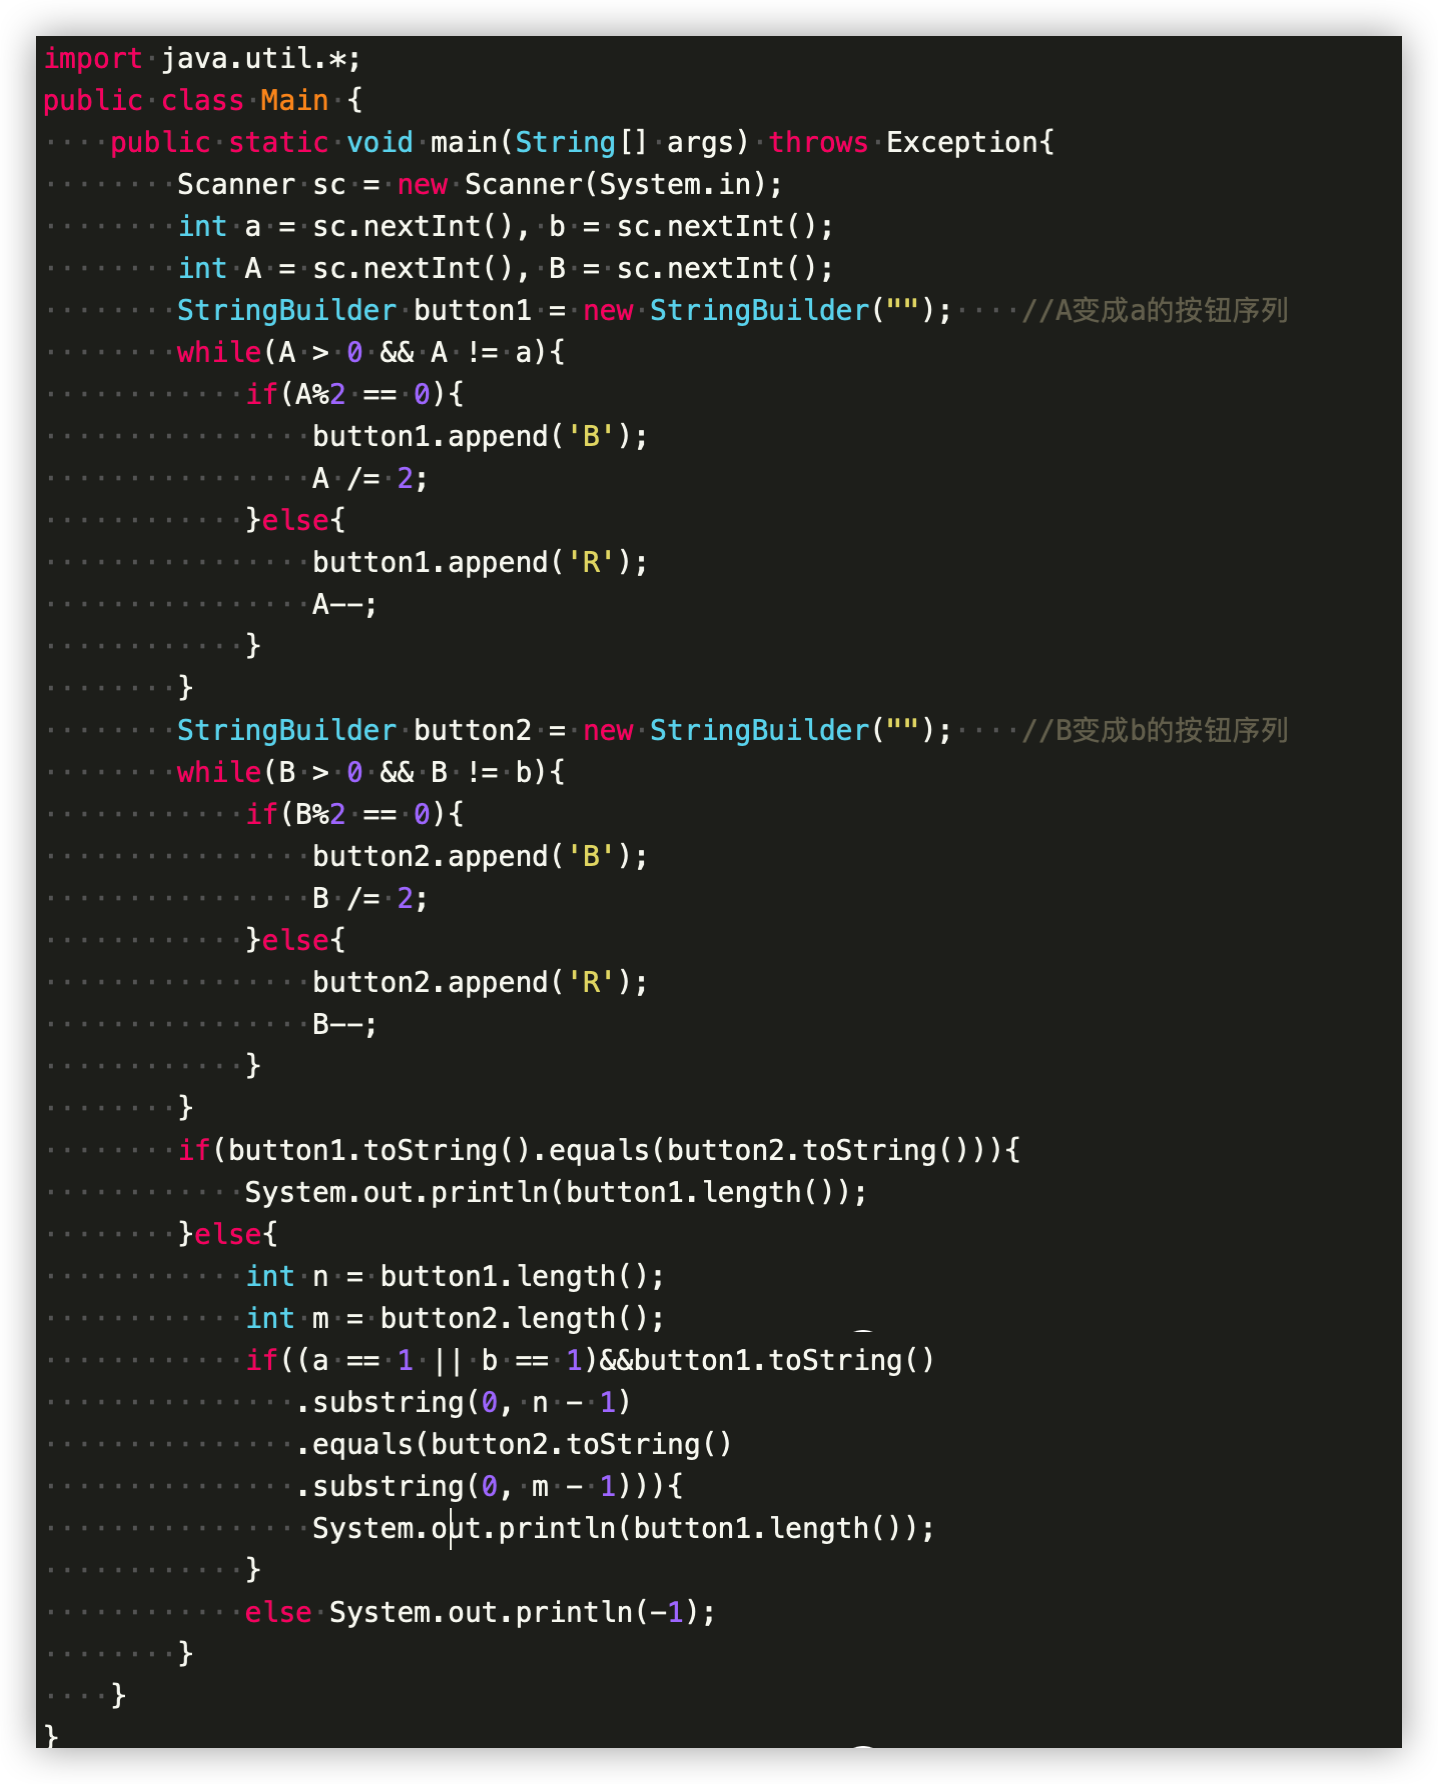 import java.util.*;
public class Main {
    public static void main(String[] args) throws Exception{
        Scanner sc = new Scanner(System.in);
        int a = sc.nextInt(), b = sc.nextInt();
        int A = sc.nextInt(), B = sc.nextInt();
        StringBuilder button1 = new StringBuilder("");    //A变成a的按钮序列
        while(A > 0 && A != a){
            if(A%2 == 0){
                button1.append('B');
                A /= 2;
            }else{
                button1.append('R');
                A--;
            }
        }
        StringBuilder button2 = new StringBuilder("");    //B变成b的按钮序列
        while(B > 0 && B != b){
            if(B%2 == 0){
                button2.append('B');
                B /= 2;
            }else{
                button2.append('R');
                B--;
            }
        }
        if(button1.toString().equals(button2.toString())){
            System.out.println(button1.length());
        }else{
            int n = button1.length();
            int m = button2.length();
            if((a == 1 || b == 1)&&button1.toString()
               .substring(0, n - 1)
               .equals(button2.toString()
               .substring(0, m - 1))){
                System.out.println(button1.length());
            }
            else System.out.println(-1);
        }
    }
}